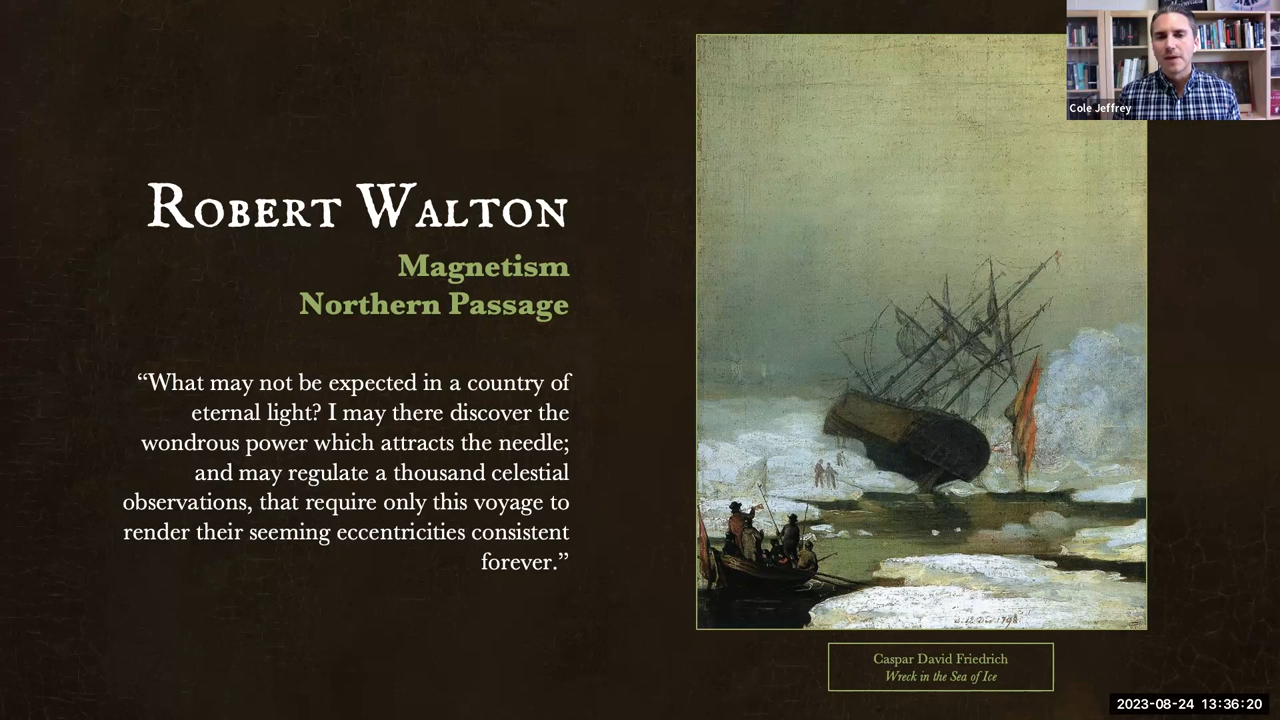 Robert Walton
Magnetism
Northern Passage
“What may not be expected in a country of
eternal light? I may there discover the
wondrous power which attracts the needle;
and may regulate a thousand celestial
observations, that require only this voyage to
render their seeming eccentricities consistent
forever.”
Cole Jeffrey
Caspar David Friedrich
Wreck in the Sea of Ice
2023-08-24 13:36:20